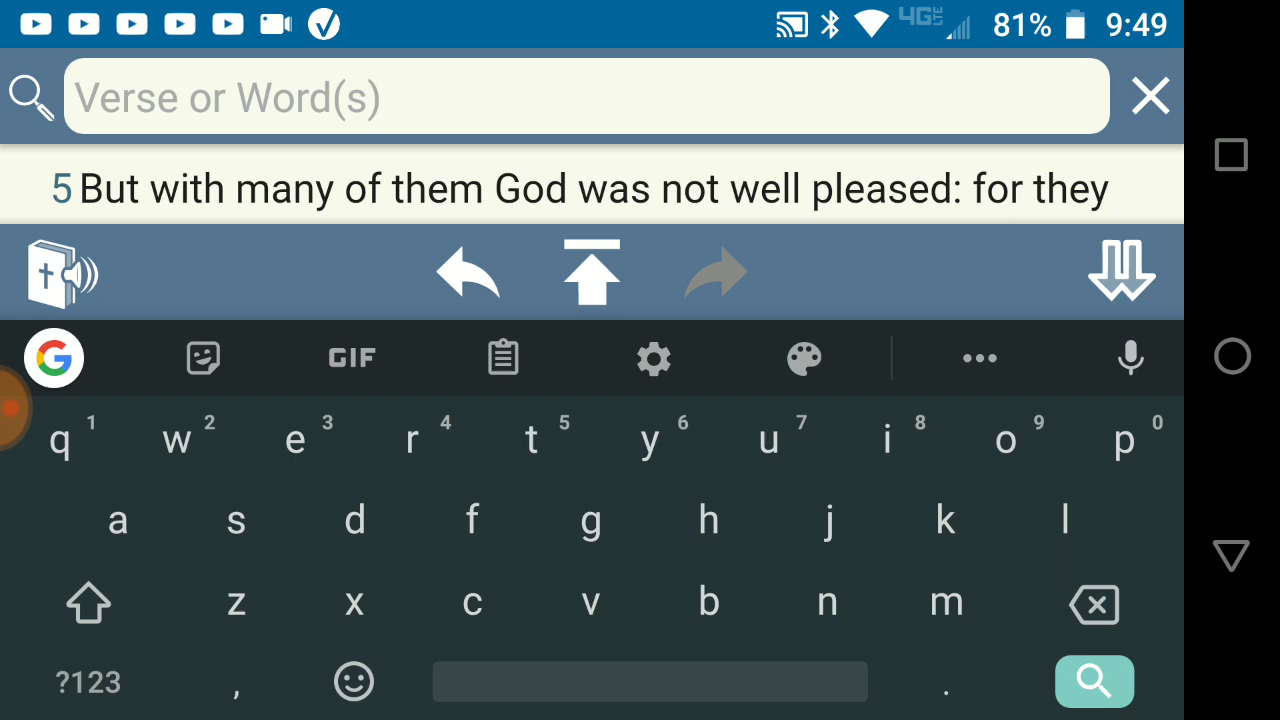 4G LTE 81% 9:49
Verse or Word(s)
5 But with many of them God was not well pleased: for they
G GIF
q 1 w 2 e 3 r 4 t 5 y 6 u 7 i 8 o 9 p 0
a s d f g h j k l
z x c v b n m
?123 , .